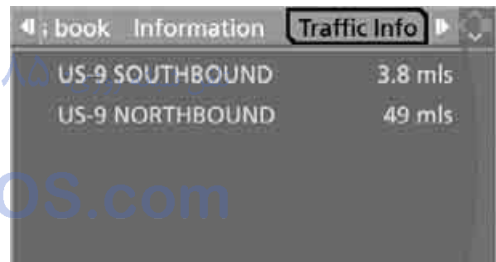 ; book Information Traffic Info
US-9 SOUTHBOUND 3.8 mls
US-9 NORTHBOUND 49 mls
OS.com